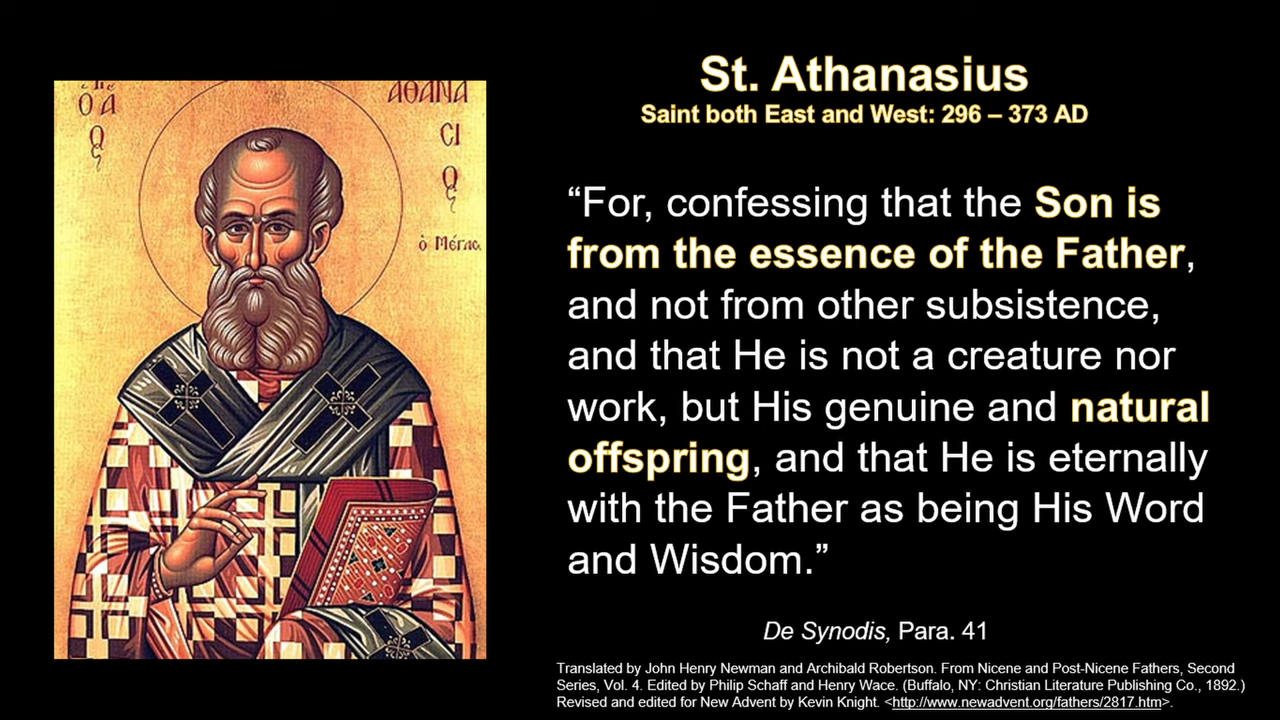 ὁ ἅ
ΑΘΑΝΑ
ΣΙ
ὁ Μέγας
St. Athanasius
Saint both East and West: 296 – 373 AD
“For, confessing that the Son is
from the essence of the Father,
and not from other subsistence,
and that He is not a creature nor
work, but His genuine and natural
offspring, and that He is eternally
with the Father as being His Word
and Wisdom.”
De Synodis, Para. 41
Translated by John Henry Newman and Archibald Robertson. From Nicene and Post-Nicene Fathers, Second
Series, Vol. 4. Edited by Philip Schaff and Henry Wace. (Buffalo, NY: Christian Literature Publishing Co., 1892.)
Revised and edited for New Advent by Kevin Knight. <http://www.newadvent.org/fathers/2817.htm>.